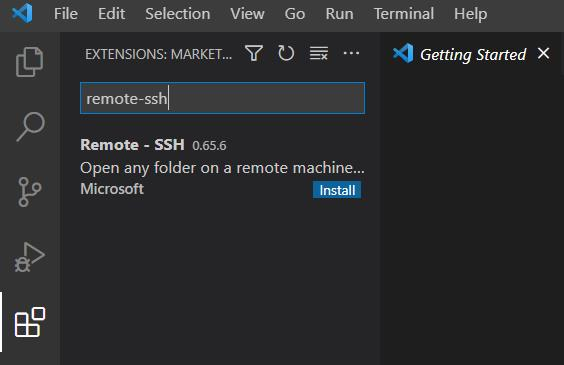 File Edit Selection View Go Run Terminal Help
EXTENSIONS: MARKET...
Getting Started
remote-ssh
Remote - SSH 0.65.6
Open any folder on a remote machine...
Microsoft
Install